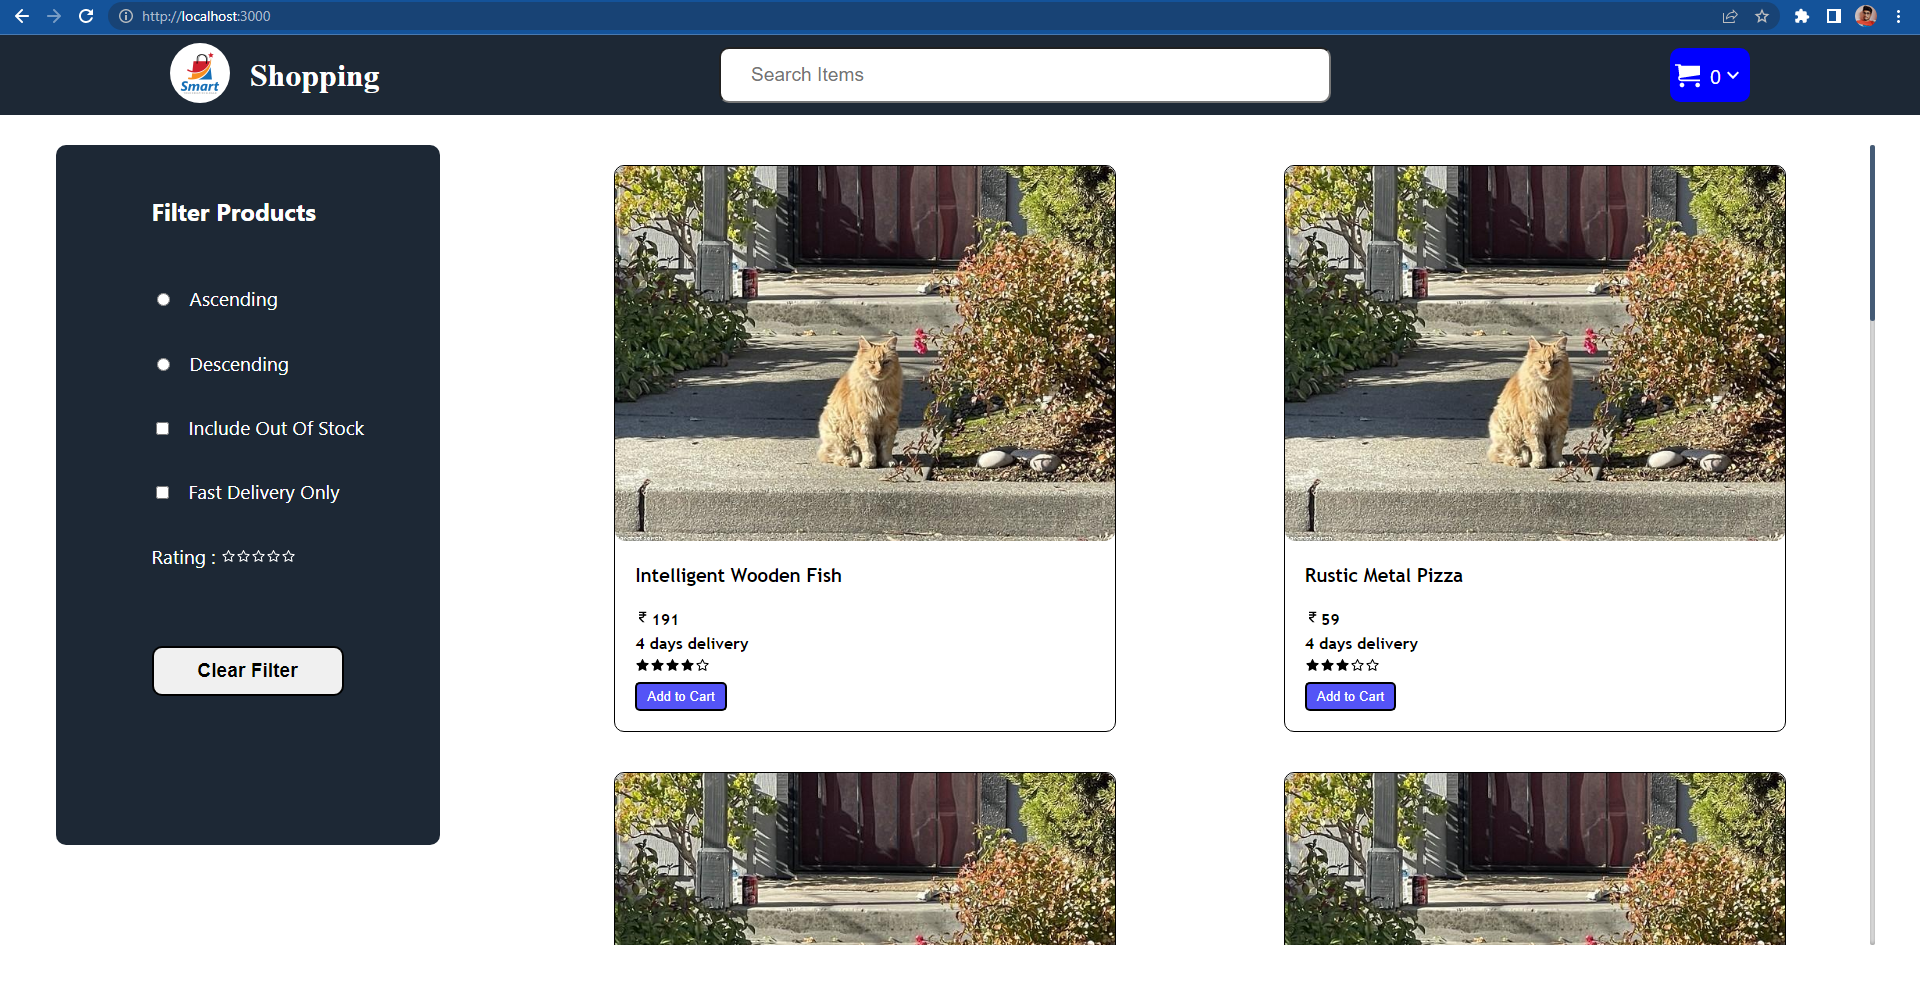 http://localhost:3000
Smart
Shopping
Search Items
0
Filter Products
Ascending
Descending
Include Out Of Stock
Fast Delivery Only
Rating :
Clear Filter
Intelligent Wooden Fish
₹ 191
4 days delivery
Add to Cart
Rustic Metal Pizza
₹ 59
4 days delivery
Add to Cart